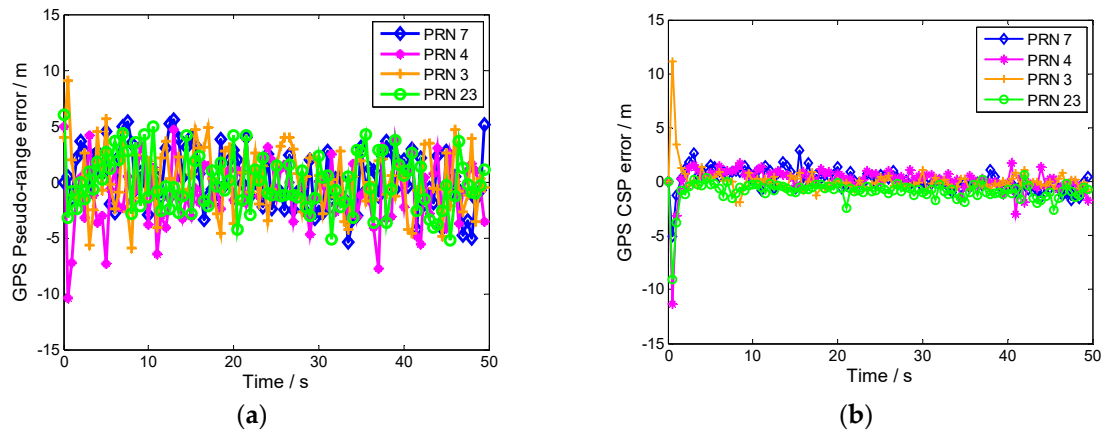 15
10
5
0
-5
-10
-15
GPS Pseudo-range error / m
PRN 7
PRN 4
PRN 3
PRN 23
0 10 20 30 40 50
Time / s
(a)
15
10
5
0
-5
-10
-15
GPS CSP error / m
PRN 7
PRN 4
PRN 3
PRN 23
0 10 20 30 40 50
Time / s
(b)